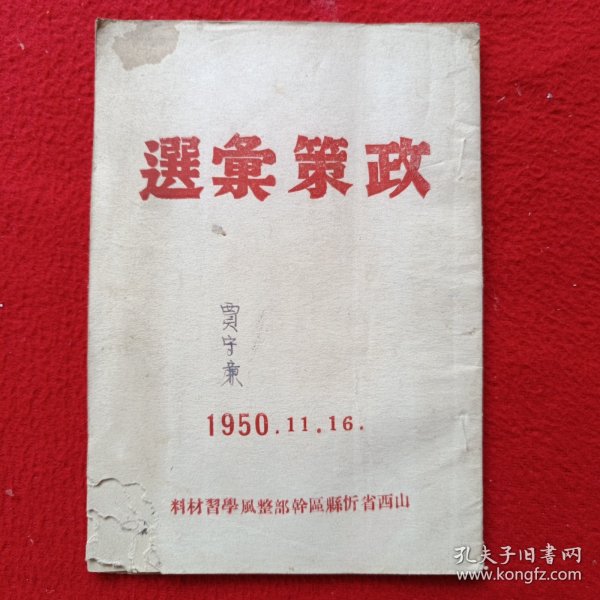 政策彙選
賈守兼
1950.11.16.
山西省忻縣區幹部整風學習材料
孔夫子旧书网
www.kongfz.com